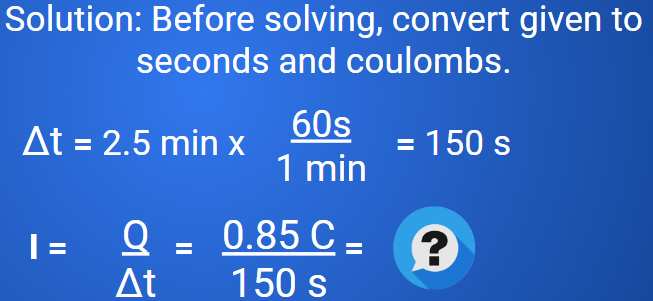 Solution: Before solving, convert given to
seconds and coulombs.
Δt = 2.5 min x 60s / 1 min = 150 s
I = Q / Δt = 0.85 C / 150 s = ?